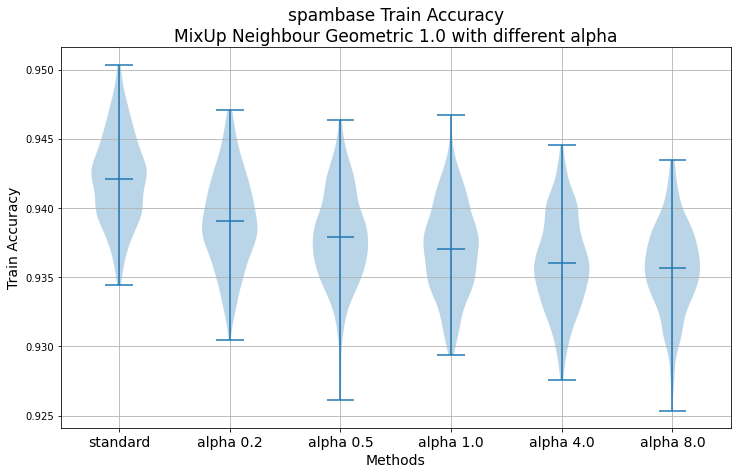 spambase Train Accuracy
MixUp Neighbour Geometric 1.0 with different alpha
Train Accuracy
0.950
0.945
0.940
0.935
0.930
0.925
standard alpha 0.2 alpha 0.5 alpha 1.0 alpha 4.0 alpha 8.0
Methods